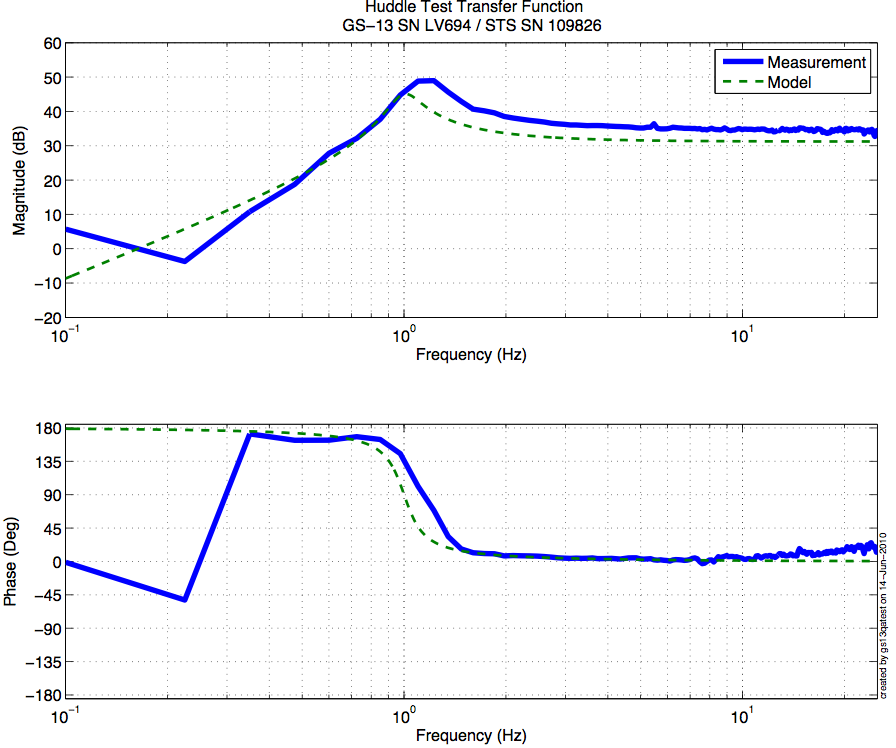 Huddle Test Transfer Function
GS−13 SN LV694 / STS SN 109826
Magnitude (dB)
60
50
40
30
20
10
0
−10
−20
Measurement
Model
10−1
100
101
Frequency (Hz)
Phase (Deg)
180
135
90
45
0
−45
−90
−135
−180
10−1
100
101
Frequency (Hz)
created by gs13qatest on 14−Jun−2010